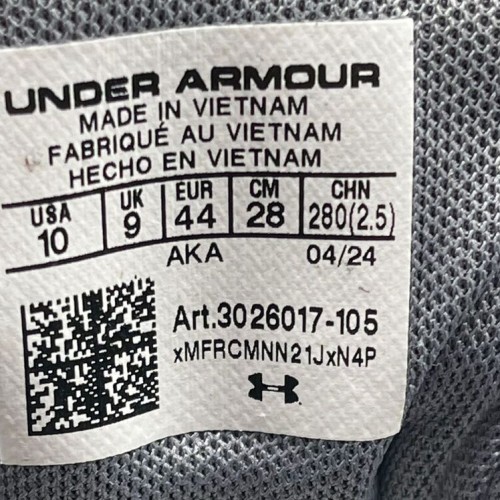 UNDER ARMOUR
MADE IN VIETNAM
FABRIQUÉ AU VIETNAM
HECHO EN VIETNAM
USA UK EUR CM CHN
10 9 44 28 280(2.5)
AKA 04/24
Art.3026017-105
xMFRCMNN21JxN4P